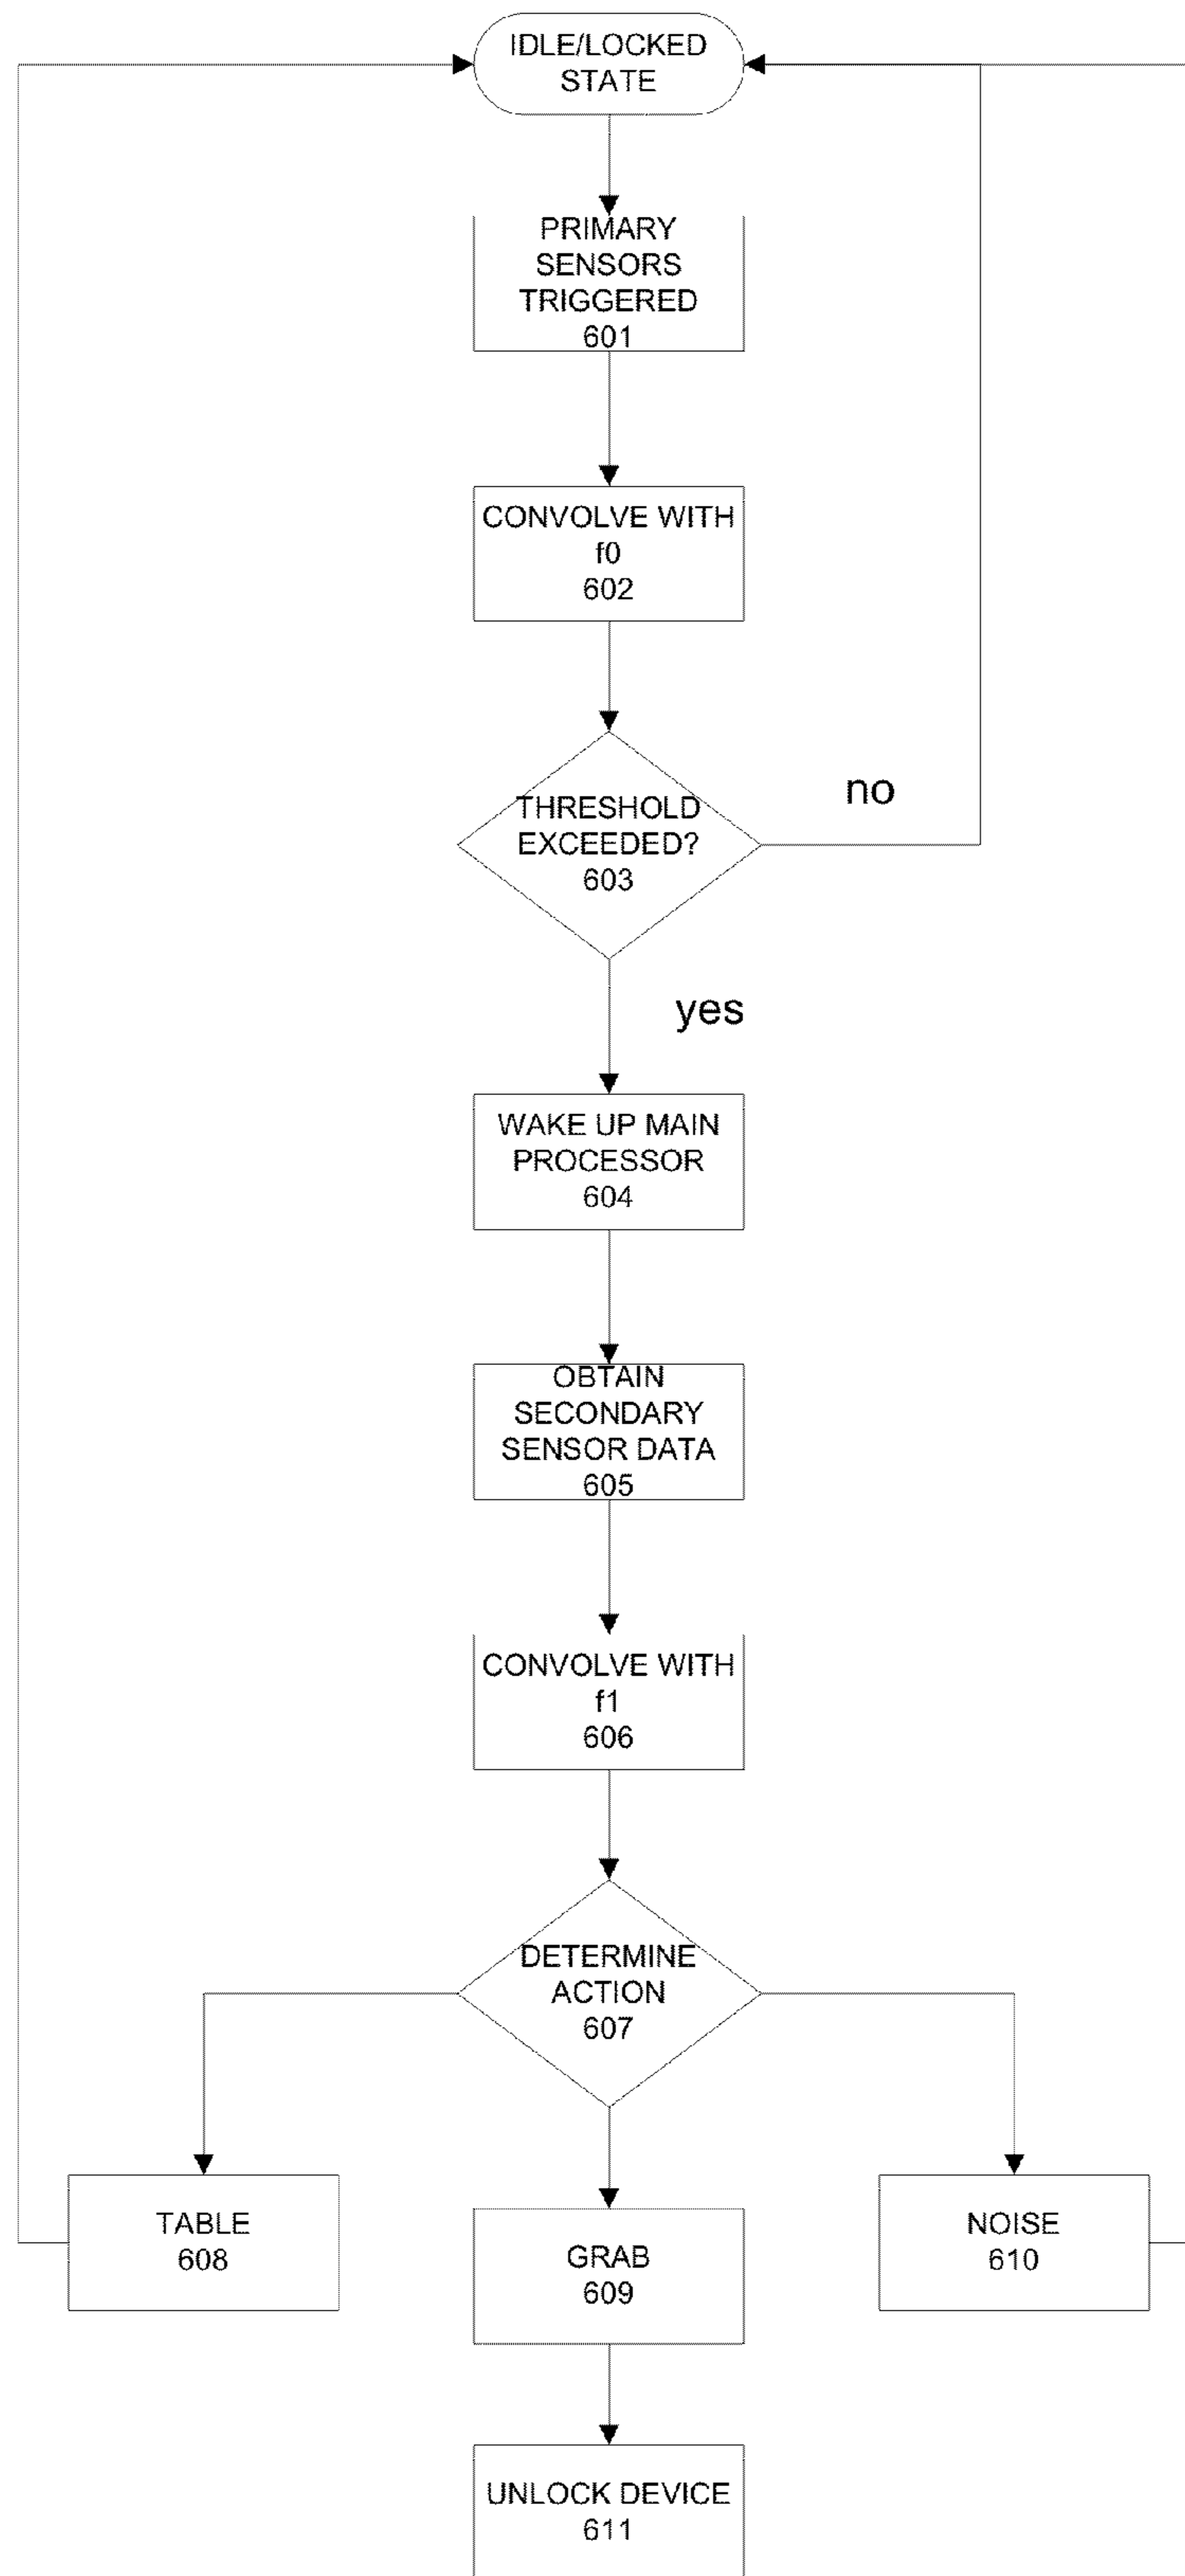 IDLE/LOCKED
STATE
PRIMARY
SENSORS
TRIGGERED
601
CONVOLVE WITH
f0
602
THRESHOLD
EXCEEDED?
603
no
yes
WAKE UP MAIN
PROCESSOR
604
OBTAIN
SECONDARY
SENSOR DATA
605
CONVOLVE WITH
f1
606
DETERMINE
ACTION
607
TABLE
608
GRAB
609
NOISE
610
UNLOCK DEVICE
611